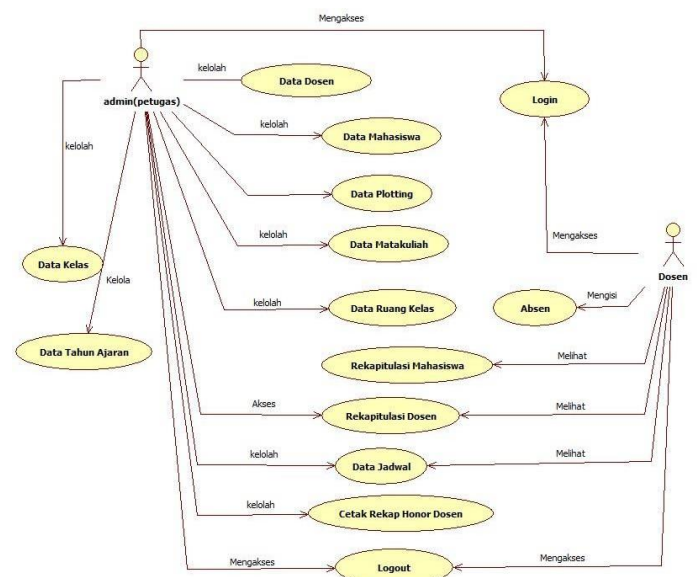 Mengakses
kelolah
Data Dosen
admin(petugas)
Login
kelolah
Data Mahasiswa
kelolah
Data Plotting
kelolah
Data Matakuliah
Mengakses
Data Kelas
Kelola
Dosen
kelolah
Data Ruang Kelas
Absen
Mengisi
Data Tahun Ajaran
Rekapitulasi Mahasiswa
Melihat
Akses
Rekapitulasi Dosen
Melihat
kelolah
Data Jadwal
Melihat
kelolah
Cetak Rekap Honor Dosen
Mengakses
Logout
Mengakses